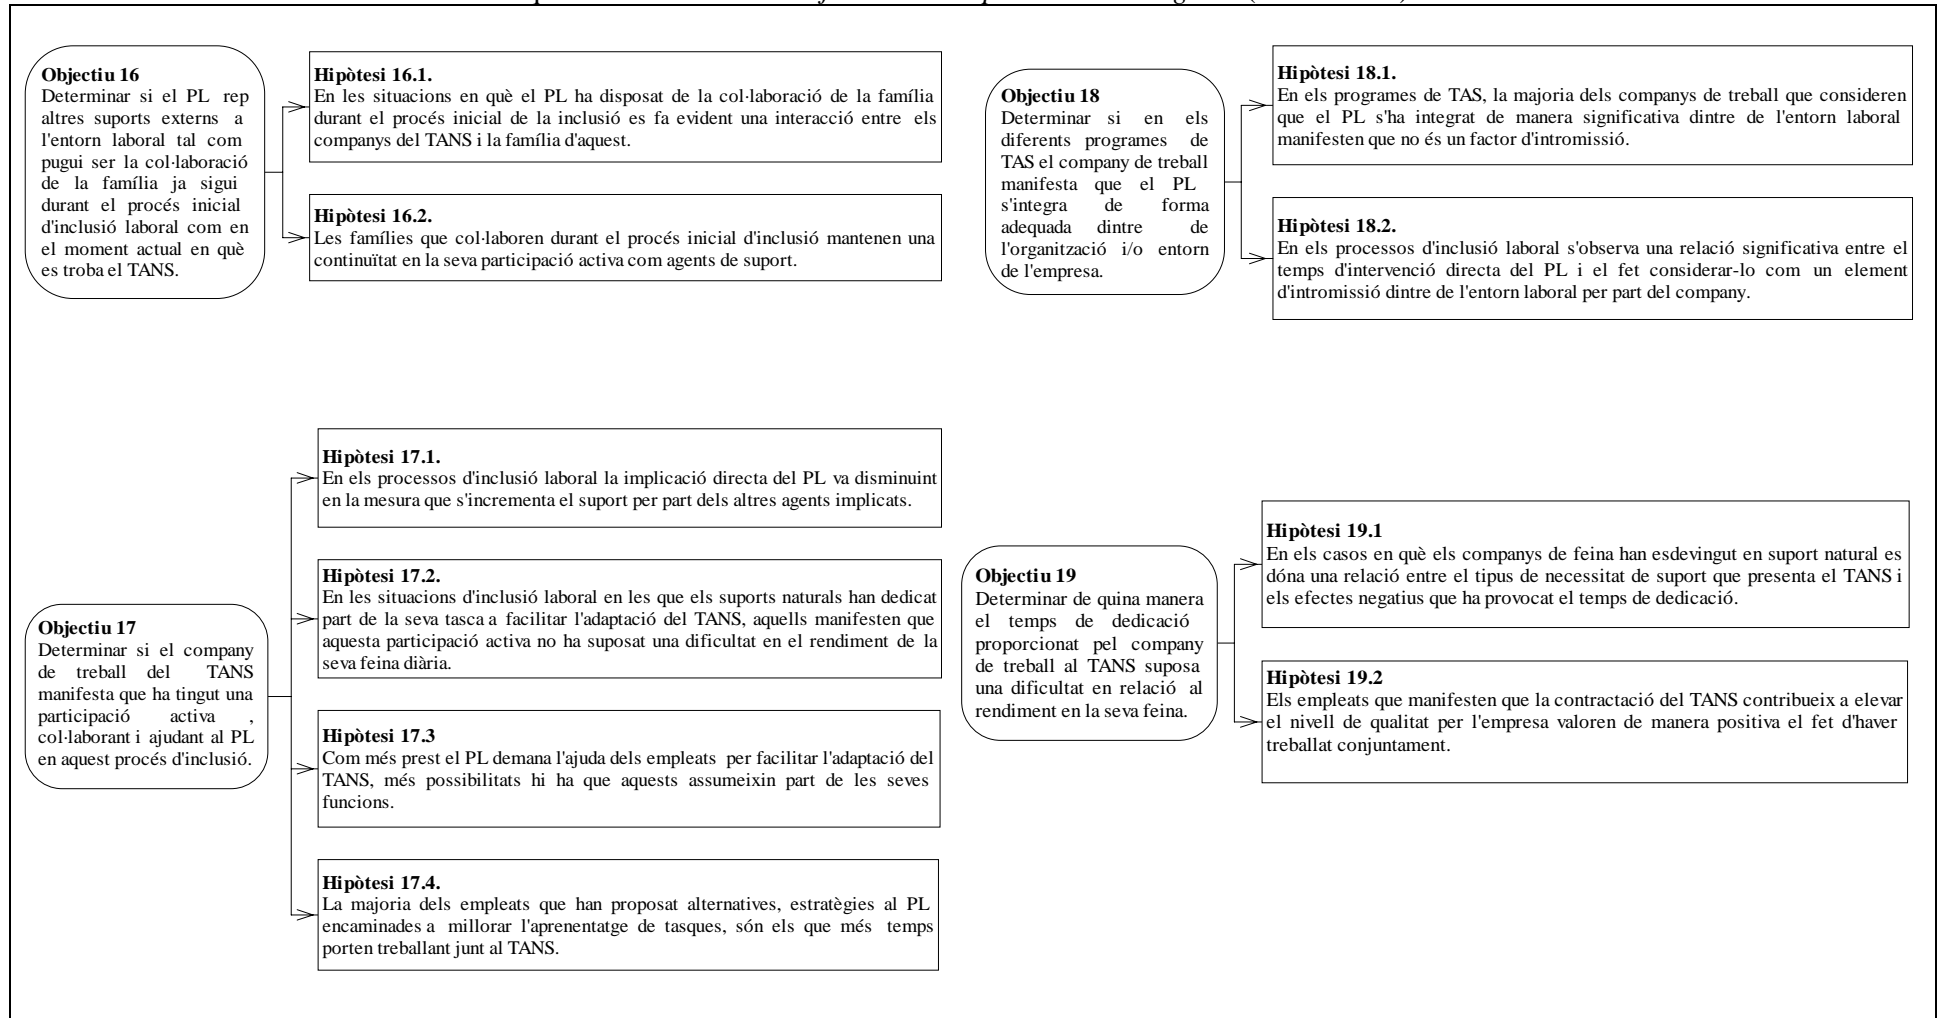 Objectiu 16
Determinar si el PL rep
altres suports externs a
l'entorn laboral tal com
pugui ser la col·laboració
de la família ja sigui
durant el procés inicial
d'inclusió laboral com en
el moment actual en què
es troba el TANS.
Hipòtesi 16.1.
En les situacions en què el PL ha disposat de la col·laboració de la família
durant el procés inicial de la inclusió es fa evident una interacció entre els
companys del TANS i la família d'aquest.
Hipòtesi 16.2.
Les famílies que col·laboren durant el procés inicial d'inclusió mantenen una
continuïtat en la seva participació activa com agents de suport.
Objectiu 18
Determinar si en els
diferents programes de
TAS el company de treball
manifesta que el PL
s'integra de forma
adequada dintre de
l'organització i/o entorn
de l'empresa.
Hipòtesi 18.1.
En els programes de TAS, la majoria dels companys de treball que consideren
que el PL s'ha integrat de manera significativa dintre de l'entorn laboral
manifesten que no és un factor d'intromissió.
Hipòtesi 18.2.
En els processos d'inclusió laboral s'observa una relació significativa entre el
temps d'intervenció directa del PL i el fet considerar-lo com un element
d'intromissió dintre de l'entorn laboral per part del company.
Objectiu 17
Determinar si el company
de treball del TANS
manifesta que ha tingut una
participació activa ,
col·laborant i ajudant al PL
en aquest procés d'inclusió.
Hipòtesi 17.1.
En els processos d'inclusió laboral la implicació directa del PL va disminuint
en la mesura que s'incrementa el suport per part dels altres agents implicats.
Hipòtesi 17.2.
En les situacions d'inclusió laboral en les que els suports naturals han dedicat
part de la seva tasca a facilitar l'adaptació del TANS, aquells manifesten que
aquesta participació activa no ha suposat una dificultat en el rendiment de la
seva feina diària.
Hipòtesi 17.3
Com més prest el PL demana l'ajuda dels empleats per facilitar l'adaptació del
TANS, més possibilitats hi ha que aquests assumeixin part de les seves
funcions.
Hipòtesi 17.4.
La majoria dels empleats que han proposat alternatives, estratègies al PL
encaminades a millorar l'aprenentatge de tasques, són els que més temps
porten treballant junt al TANS.
Objectiu 19
Determinar de quina manera
el temps de dedicació
proporcionat pel company
de treball al TANS suposa
una dificultat en relació al
rendiment en la seva feina.
Hipòtesi 19.1
En els casos en què els companys de feina han esdevingut en suport natural es
dóna una relació entre el tipus de necessitat de suport que presenta el TANS i
els efectes negatius que ha provocat el temps de dedicació.
Hipòtesi 19.2
Els empleats que manifesten que la contractació del TANS contribueix a elevar
el nivell de qualitat per l'empresa valoren de manera positiva el fet d'haver
treballat conjuntament.